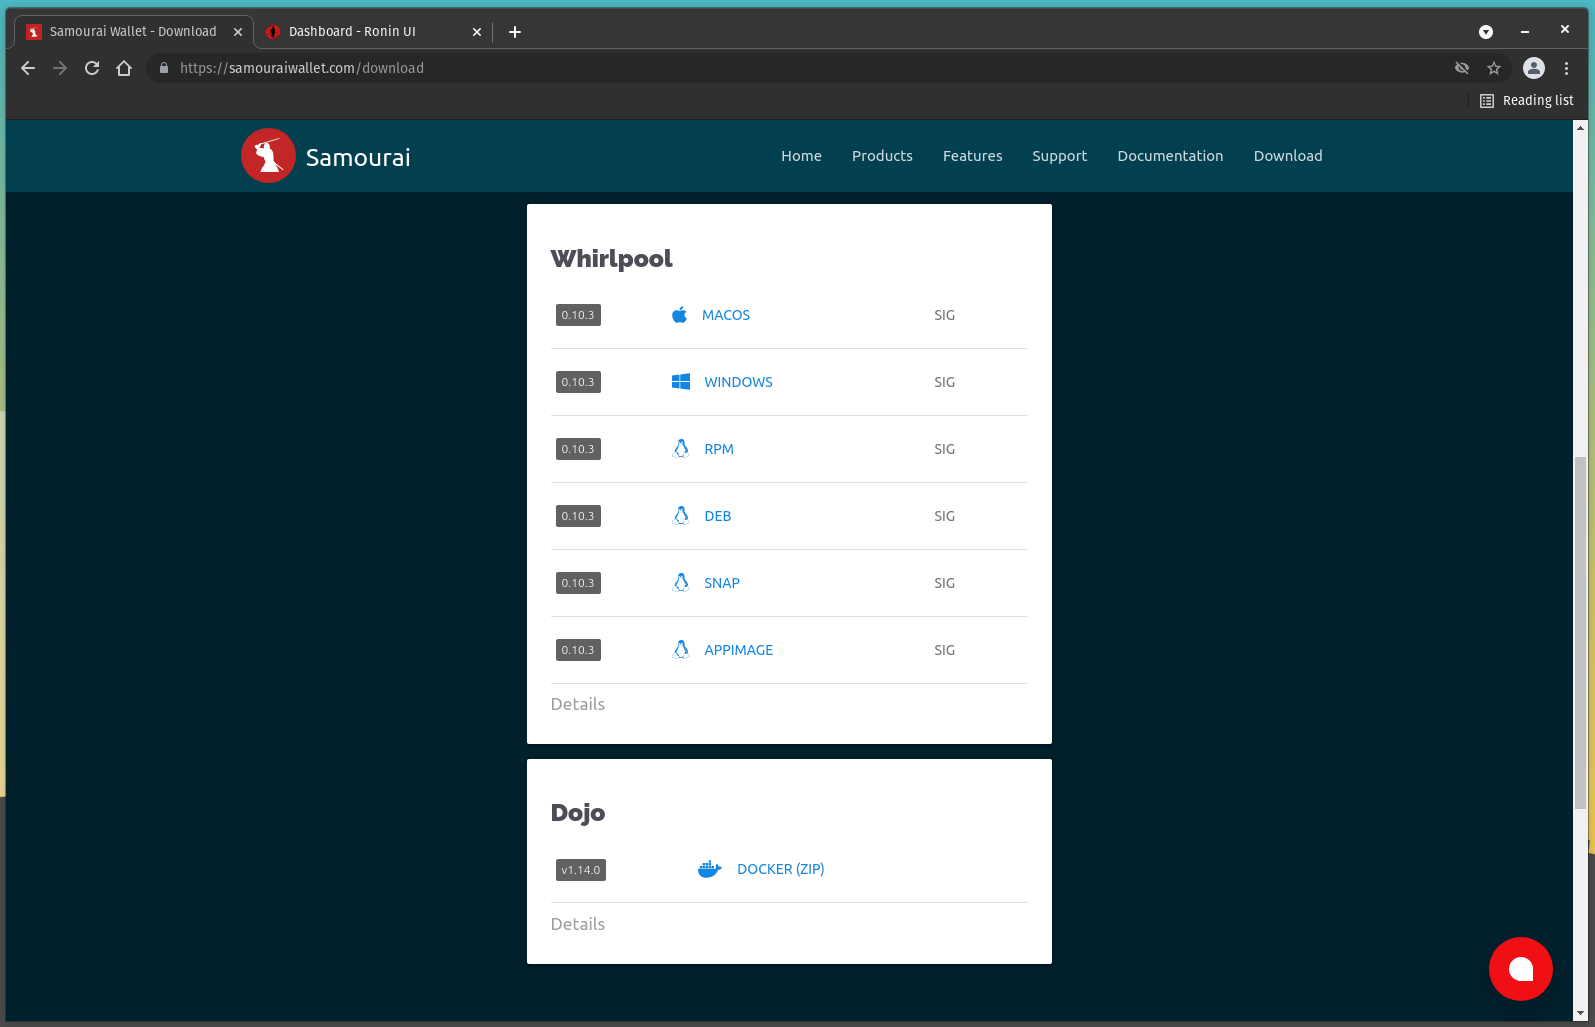 Samourai Wallet - Download
Dashboard - Ronin UI
https://samouraiwallet.com/download
Reading list
Samourai
Home Products Features Support Documentation Download
Whirlpool
0.10.3 MACOS SIG
0.10.3 WINDOWS SIG
0.10.3 RPM SIG
0.10.3 DEB SIG
0.10.3 SNAP SIG
0.10.3 APPIMAGE SIG
Details
Dojo
v1.14.0 DOCKER (ZIP)
Details